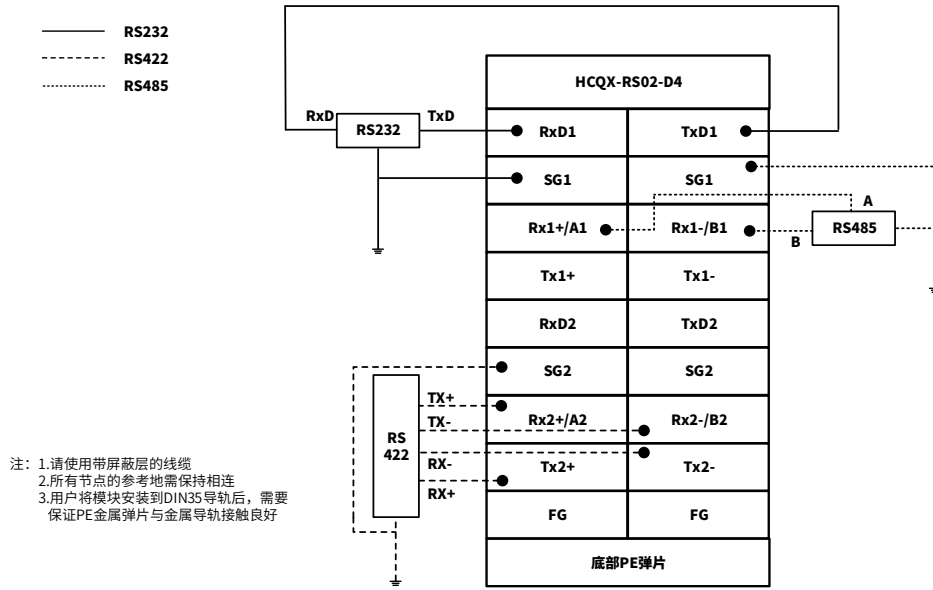 RS232
RS422
RS485
HCQX-RS02-D4
RxD
RS232
TxD
RxD1
TxD1
SG1
SG1
A
Rx1+/A1
Rx1-/B1
B
RS485
Tx1+
Tx1-
RxD2
TxD2
SG2
SG2
TX+
TX-
Rx2+/A2
Rx2-/B2
RS
422
RX-
RX+
Tx2+
Tx2-
FG
FG
底部PE弹片
注：1.请使用带屏蔽层的线缆
2.所有节点的参考地需保持相连
3.用户将模块安装到DIN35导轨后，需要
保证PE金属弹片与金属导轨接触良好